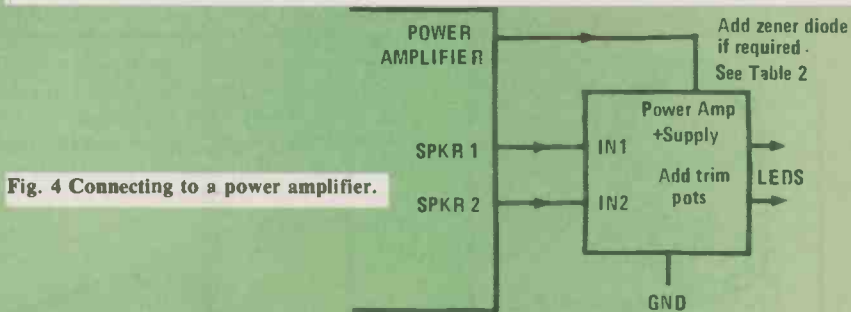 POWER
AMPLIFIER
Add zener diode
if required.
See Table 2
Power Amp
+Supply
SPKR 1
IN1
Add trim
pots
LEDS
Fig. 4 Connecting to a power amplifier.
SPKR 2
IN2
GND